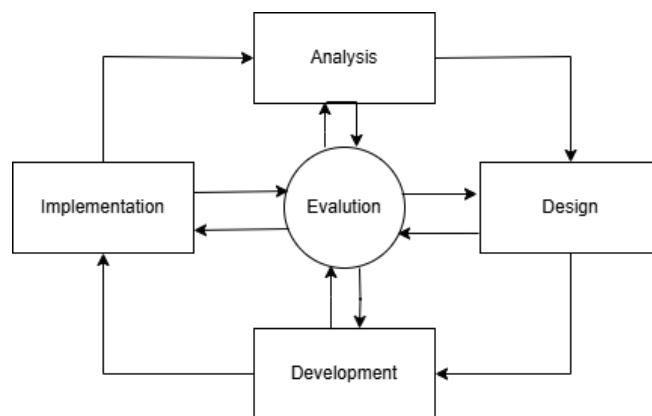 Analysis
Implementation
Evalution
Design
Development